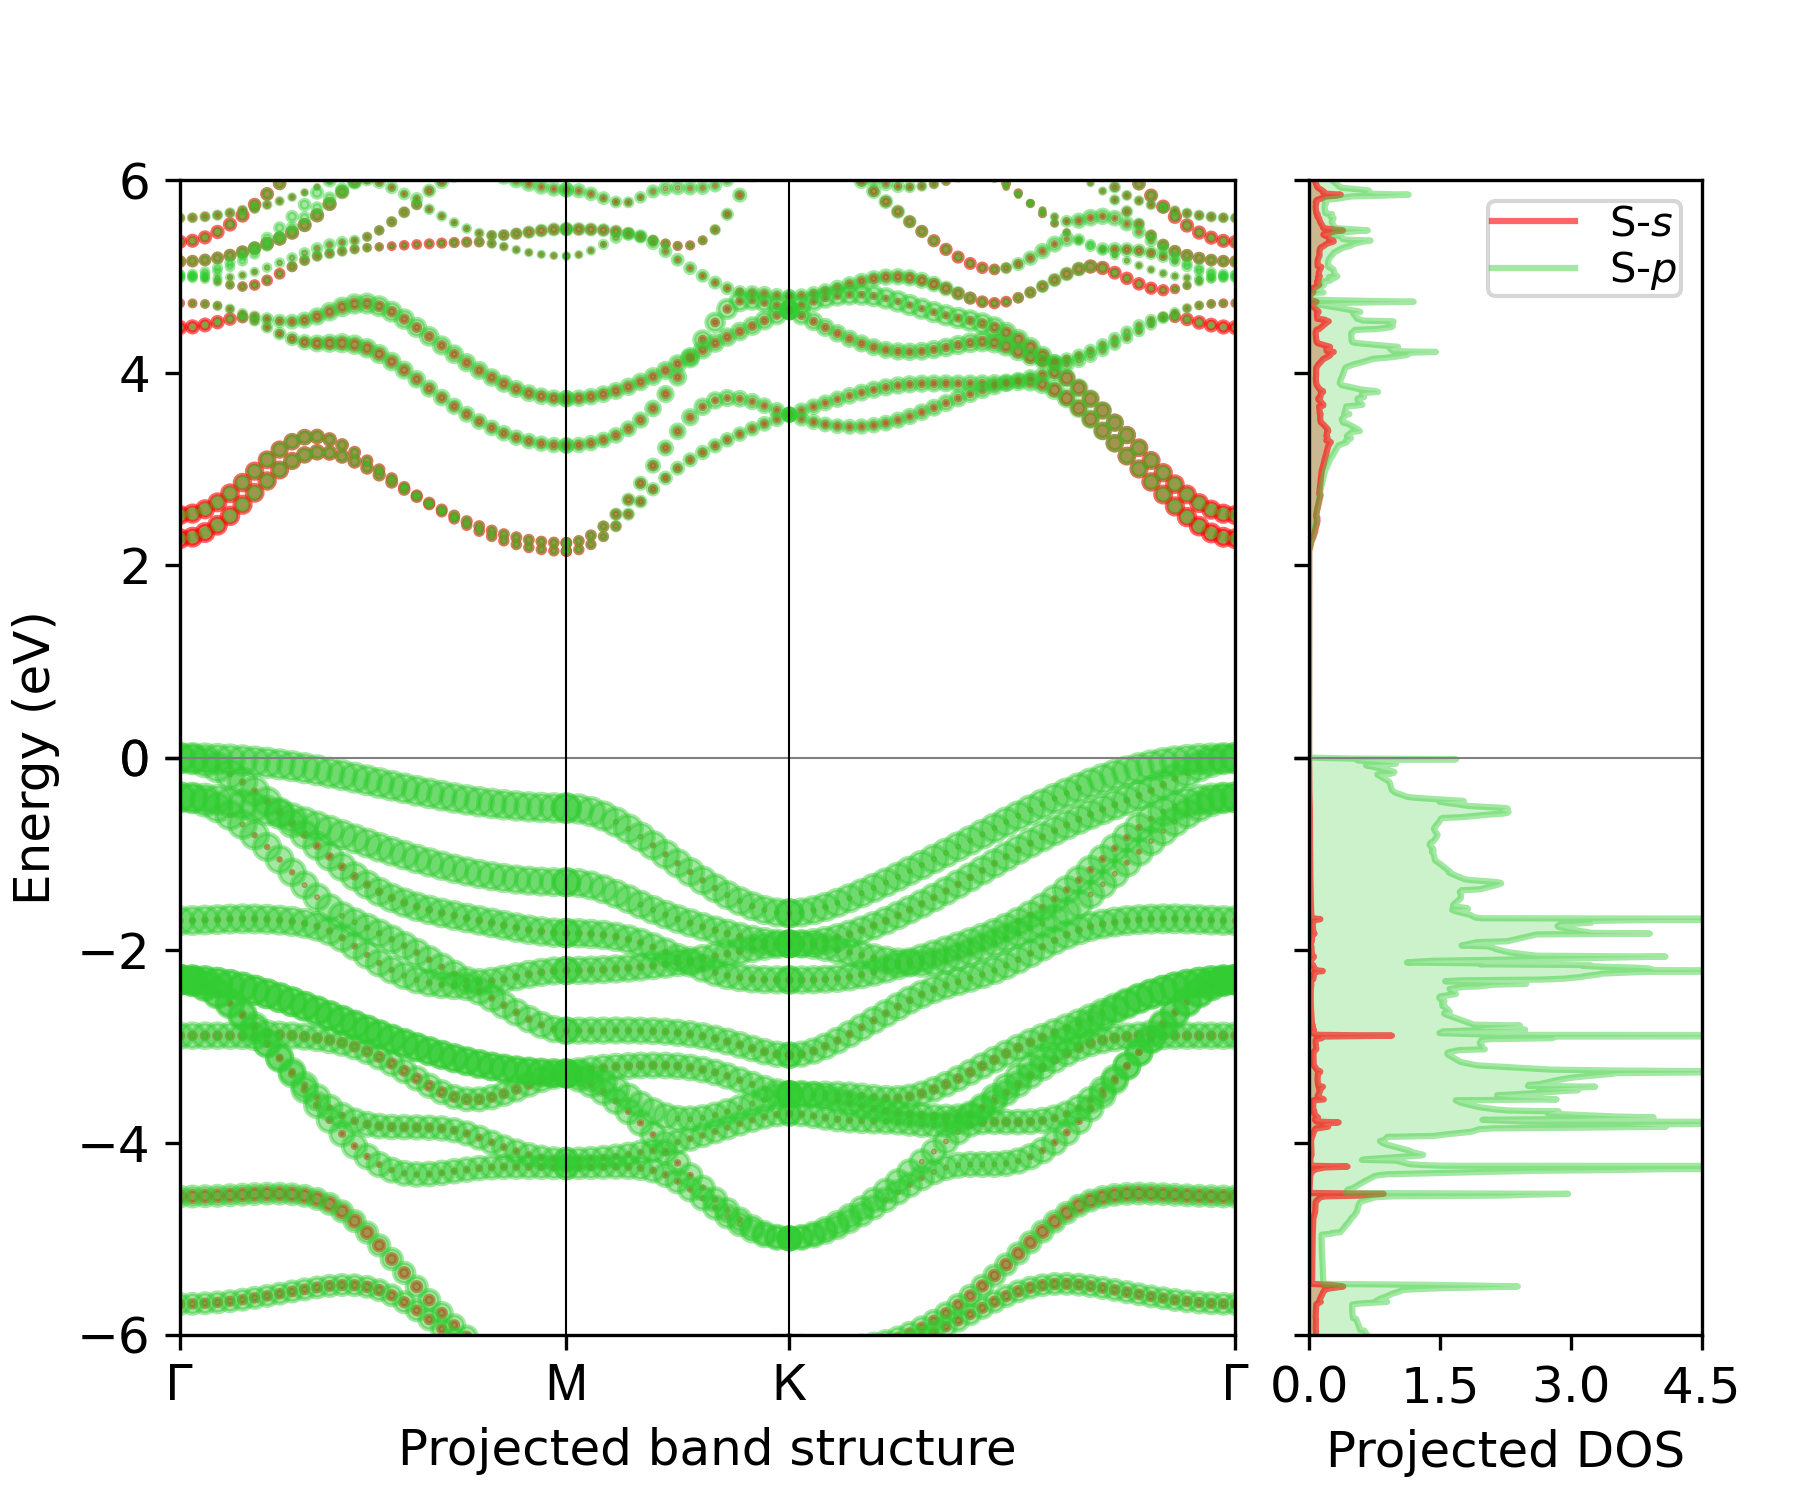 6
4
2
0
−2
−4
−6
Energy (eV)
Γ
M
K
Γ
Projected band structure
S-s
S-p
0.0
1.5
3.0
4.5
Projected DOS